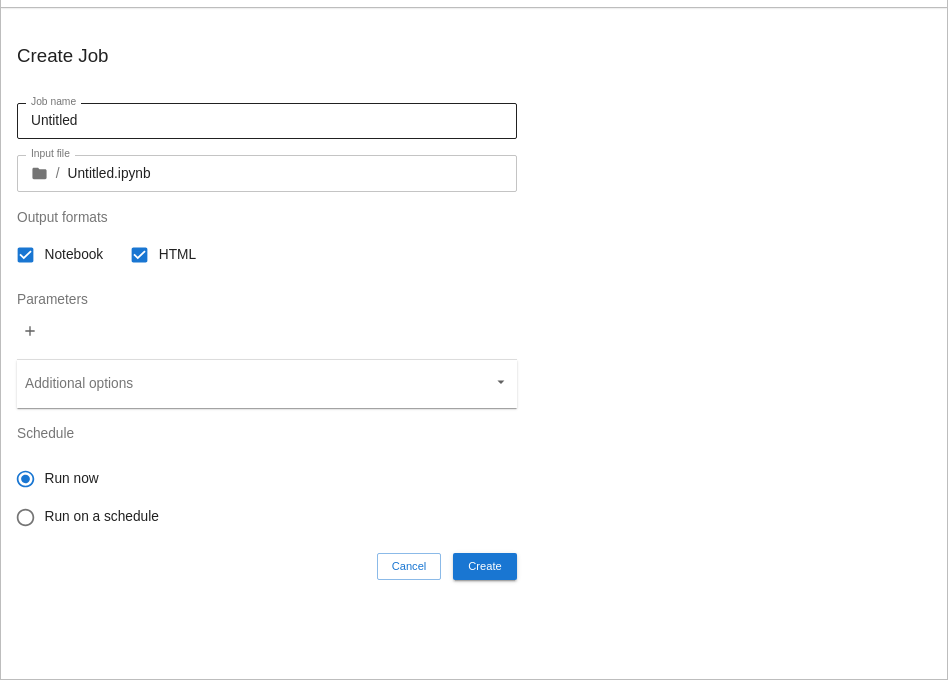 Create Job
Job name
Untitled
Input file
/ Untitled.ipynb
Output formats
Notebook HTML
Parameters
+
Additional options
Schedule
Run now
Run on a schedule
Cancel Create